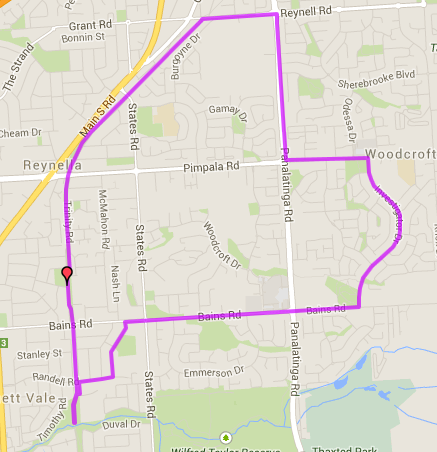 Reynell Rd
Grant Rd
Bonnin St
The Strand
Burgoyne Dr
Sherebrooke Blvd
Main S Rd
States Rd
Gamay Dr
Odessa Dr
Cheam Dr
Reynella
Woodcroft
Pimpala Rd
Panalatinga Rd
Trinity Rd
McMahon Rd
Investigator Dr
Woodcroft Dr
States Rd
Nash Ln
Bains Rd
Bains Rd
Bains Rd
3
Stanley St
Panalatinga Rd
Emmerson Dr
Randell Rd
States Rd
ett Vale
Timothy Rd
Duval Dr
Wilfred Taylor Reserve
Thaxted Park